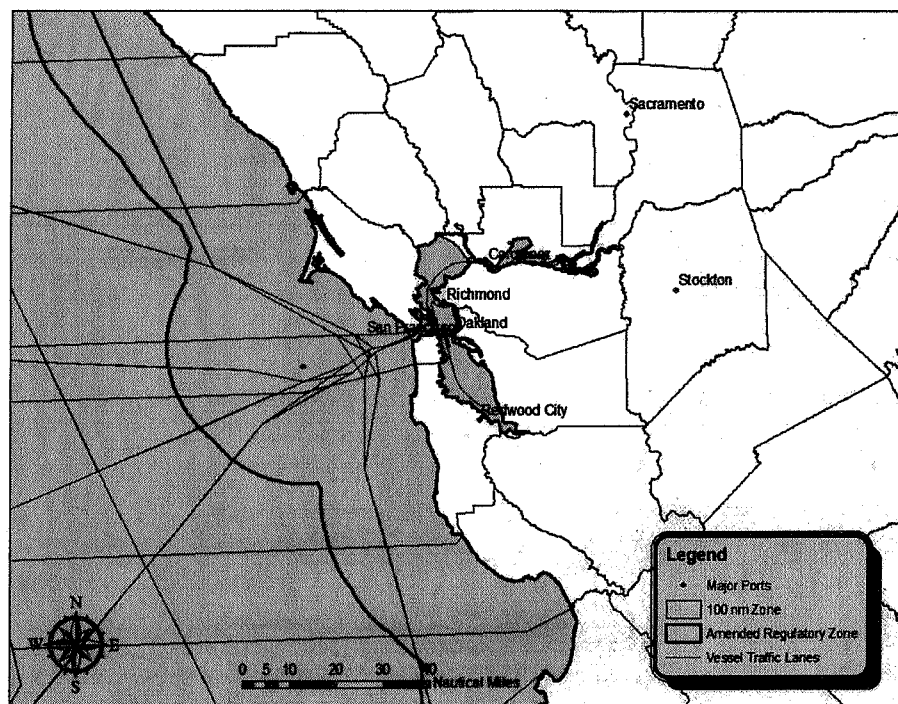 Sacramento
Stockton
Richmond
Oakland
Redwood City
Legend
Major Ports
100 nm Zone
Amended Regulatory Zone
Vessel Traffic Lanes
N
W
E
S
0 5 10 20 30 40
Nautical Miles